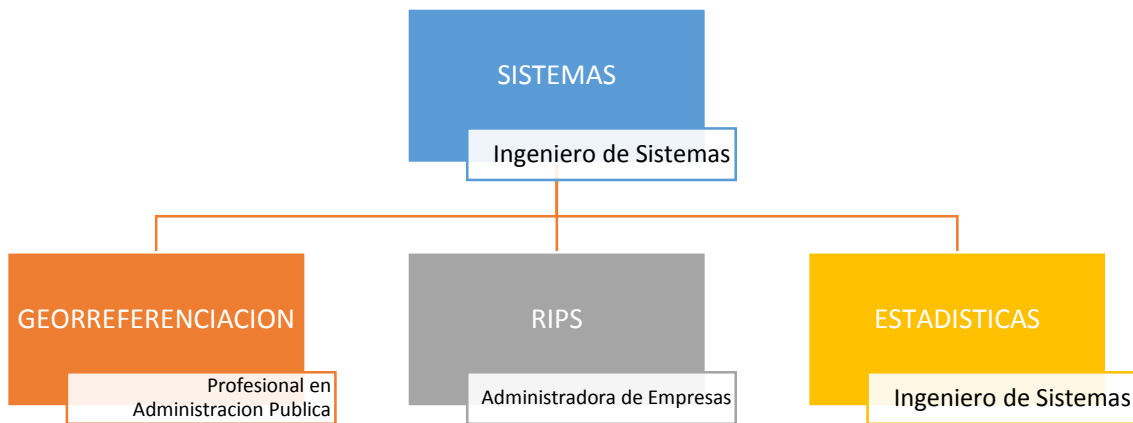 SISTEMAS
Ingeniero de Sistemas
GEORREFERENCIACION
Profesional en
Administracion Publica
RIPS
Administradora de Empresas
ESTADISTICAS
Ingeniero de Sistemas